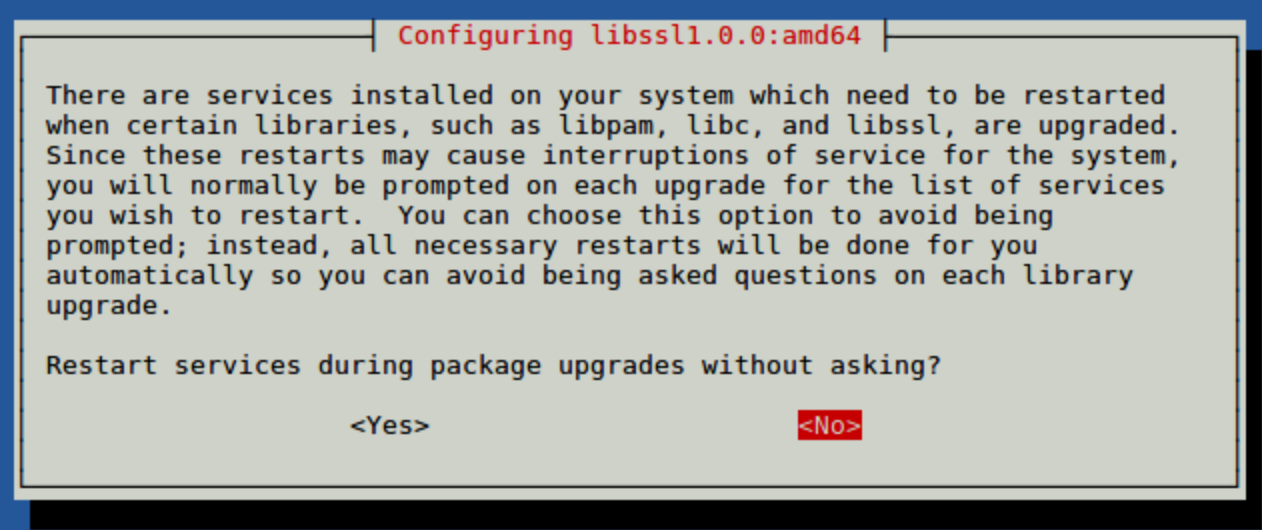 Configuring libssl1.0.0:amd64
There are services installed on your system which need to be restarted
when certain libraries, such as libpam, libc, and libssl, are upgraded.
Since these restarts may cause interruptions of service for the system,
you will normally be prompted on each upgrade for the list of services
you wish to restart.  You can choose this option to avoid being
prompted; instead, all necessary restarts will be done for you
automatically so you can avoid being asked questions on each library
upgrade.
Restart services during package upgrades without asking?
<Yes> <No>